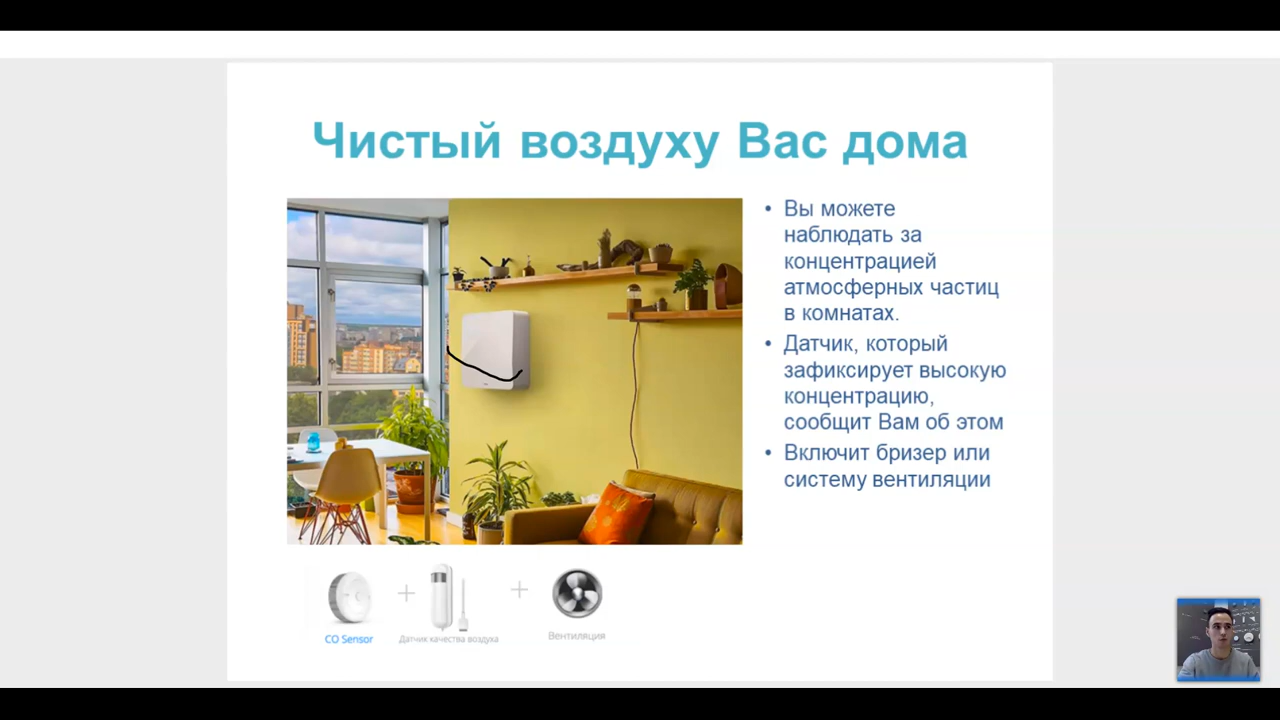 Чистый воздуху Вас дома
• Вы можете
наблюдать за
концентрацией
атмосферных частиц
в комнатах.
• Датчик, который
зафиксирует высокую
концентрацию,
сообщит Вам об этом
• Включит бризер или
систему вентиляции
CO Sensor
Датчик качества воздуха
Вентиляция